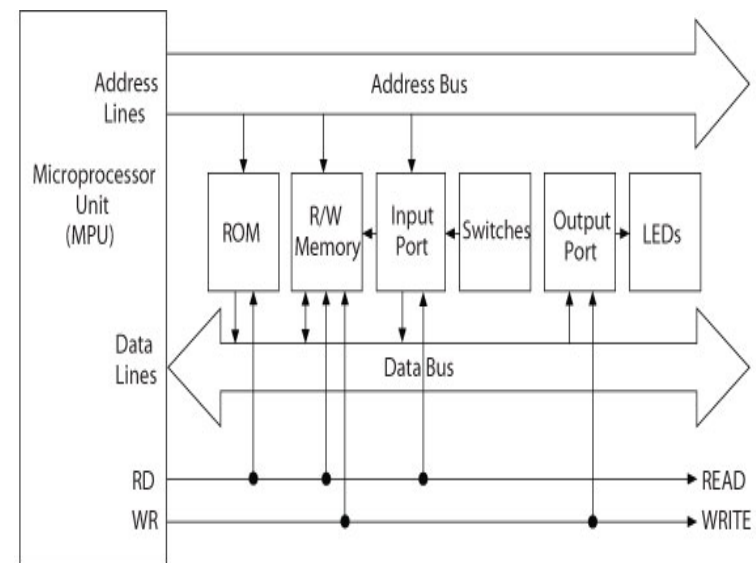 Address Bus
Address
Lines
Microprocessor
Unit
(MPU)
ROM
R/W
Memory
Input
Port
Switches
Output
Port
LEDs
Data
Lines
Data Bus
RD
READ
WR
WRITE